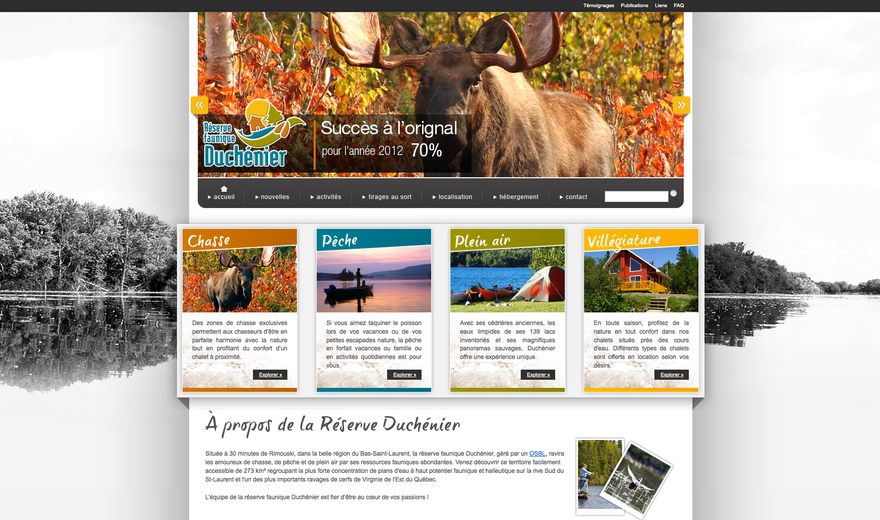 Témoignages Publications Liens FAQ
«
»
Réserve
faunique
Duchénier
Succès à l'orignal
pour l'année 2012 70%
accueil nouvelles activités tirages au sort localisation hébergement contact
Chasse
Des zones de chasse exclusives
permettent aux chasseurs d'être en
parfaite harmonie avec la nature
tout en profitant du confort d'un
chalet à proximité.
Explorer »
Pêche
Si vous aimez taquiner le poisson
lors de vos vacances ou de vos
petites escapades nature, la pêche
en forfait vacances ou famille ou
en activités quotidiennes est pour
vous.
Explorer »
Plein air
Avec ses cédrières anciennes, les
eaux limpides de ses 139 lacs
inventoriés et ses magnifiques
panoramas sauvages, Duchénier
offre une expérience unique.
Explorer »
Villégiature
En toute saison, profitez de la
nature en tout confort dans nos
chalets situés près des cours
d'eau. Différents types de chalets
sont offerts en location selon vos
désirs.
Explorer »
À propos de la Réserve Duchénier
Située à 30 minutes de Rimouski, dans la belle région du Bas-Saint-Laurent, la réserve faunique Duchénier, géré par un OSBL, ravira
les amoureux de chasse, de pêche et de plein air par ses ressources fauniques abondantes. Venez découvrir ce territoire facilement
accessible de 273 km² regroupant la plus forte concentration de plans d'eau à haut potentiel faunique et halieutique sur la rive Sud du
St-Laurent et l'un des plus importants ravages de cerfs de Virginie de l'Est du Québec.
L'équipe de la réserve faunique Duchénier est fier d'être au cœur de vos passions !